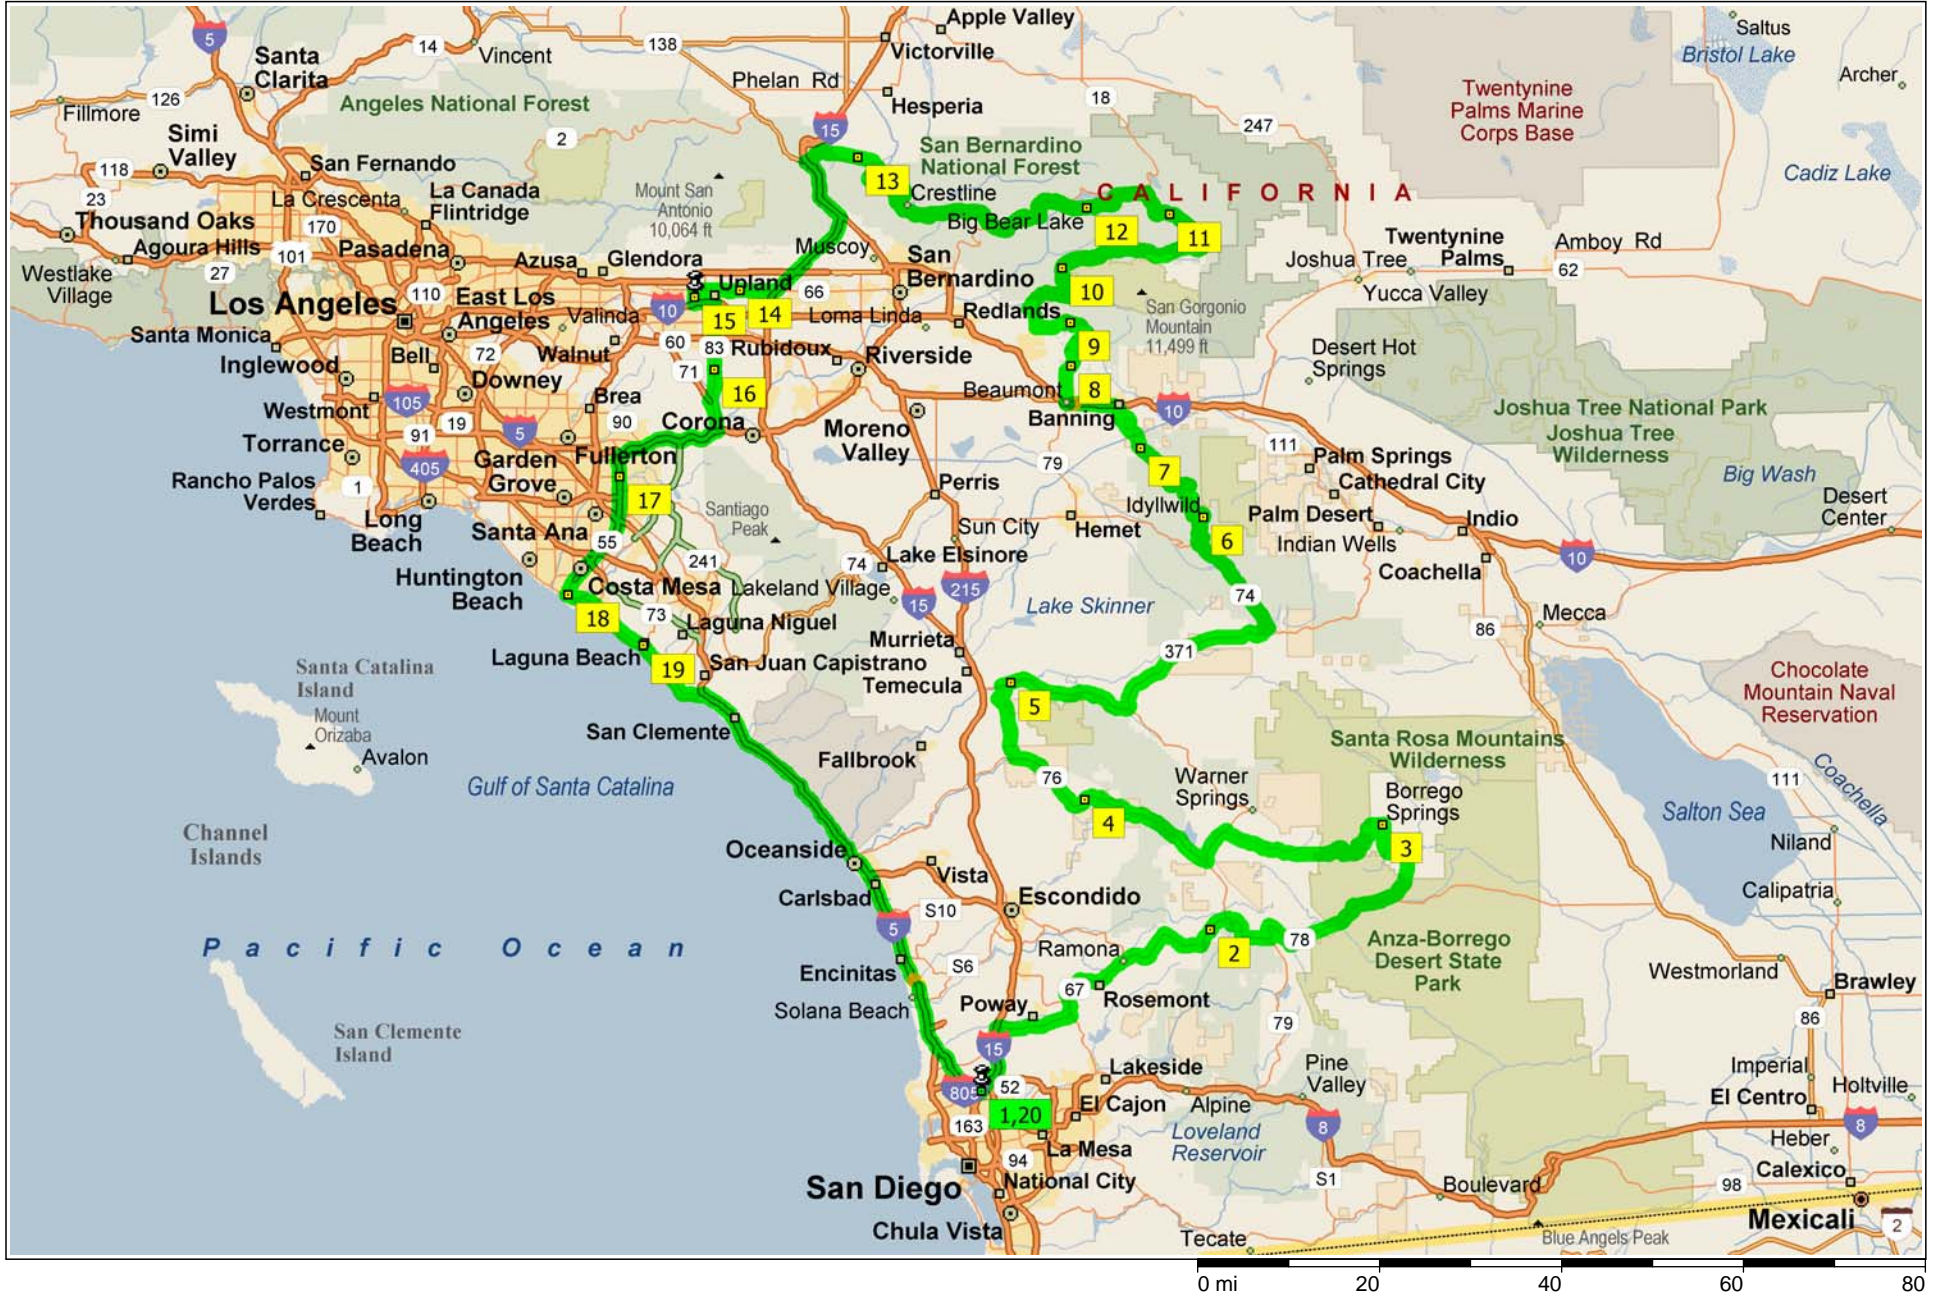 Apple Valley
Saltus
5
14
138
Victorville
Bristol Lake
Santa
Clarita
Vincent
Phelan Rd
Archer
126
Fillmore
Angeles National Forest
Hesperia
18
Twentynine
Palms Marine
Corps Base
Simi
Valley
2
15
247
San Bernardino
National Forest
118
San Fernando
Cadiz Lake
23
La Crescenta
La Canada
Flintridge
Mount San
Antonio
10,064 ft
13
Crestline
CALIFORNIA
Thousand Oaks
170
Big Bear Lake
12
11
Agoura Hills
101
Pasadena
Azusa
Glendora
Muscoy
San
Bernardino
Twentynine
Palms
Amboy Rd
Westlake
Village
27
Joshua Tree
62
Los Angeles
110
East Los
Angeles
Valinda
10
Upland
66
10
Yucca Valley
15
14
Loma Linda
Redlands
San Gorgonio
Mountain
11,499 ft
Santa Monica
Bell
72
Walnut
60
83
Rubidoux
Riverside
9
Desert Hot
Springs
Inglewood
Downey
71
16
Beaumont
8
Westmont
105
19
Brea
90
Corona
Banning
10
Joshua Tree National Park
Joshua Tree
Wilderness
Torrance
91
5
Moreno
Valley
111
405
Garden
Grove
Fullerton
79
7
Palm Springs
Cathedral City
Big Wash
Rancho Palos
Verdes
1
17
Perris
Desert
Center
Long
Beach
Santa Ana
Santiago
Peak
Idyllwild
Palm Desert
Indio
55
Sun City
Hemet
6
Indian Wells
Huntington
Beach
241
74
Lake Elsinore
Coachella
10
Costa Mesa
Lakeland Village
15
215
Lake Skinner
74
18
73
Laguna Niguel
Murrieta
86
Mecca
Laguna Beach
19
San Juan Capistrano
Temecula
371
Santa Catalina
Island
Chocolate
Mountain Naval
Reservation
Mount
Orizaba
5
San Clemente
Avalon
Fallbrook
Santa Rosa Mountains
Wilderness
Gulf of Santa Catalina
76
Warner
Springs
Borrego
Springs
111
Coachella
4
Salton Sea
Channel
Islands
Oceanside
3
Niland
Vista
Carlsbad
S10
Escondido
Calipatria
5
Pacific Ocean
Ramona
2
78
Anza-Borrego
Desert State
Park
Encinitas
S6
Westmorland
Brawley
Solana Beach
67
Poway
Rosemont
San Clemente
Island
79
86
15
Lakeside
Pine
Valley
Imperial
805
52
Holtville
1,20
El Cajon
Alpine
El Centro
163
Loveland
Reservoir
8
8
La Mesa
Heber
94
S1
Calexico
San Diego
National City
Boulevard
98
Chula Vista
Tecate
Blue Angels Peak
Mexicali
2
0 mi 20 40 60 80